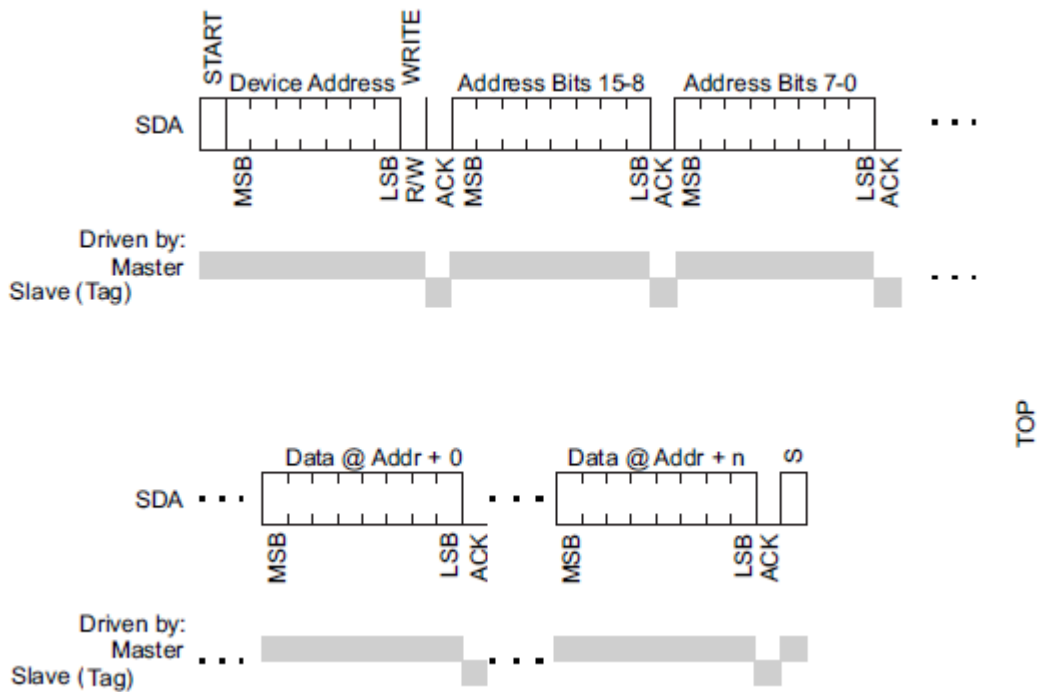 START
WRITE
Device Address
Address Bits 15-8
Address Bits 7-0
SDA
MSB
LSB
R/W
ACK
MSB
LSB
ACK
MSB
LSB
ACK
Driven by:
Master
Slave (Tag)
TOP
Data @ Addr + 0
Data @ Addr + n
S
SDA
MSB
LSB
ACK
MSB
LSB
ACK
Driven by:
Master
Slave (Tag)